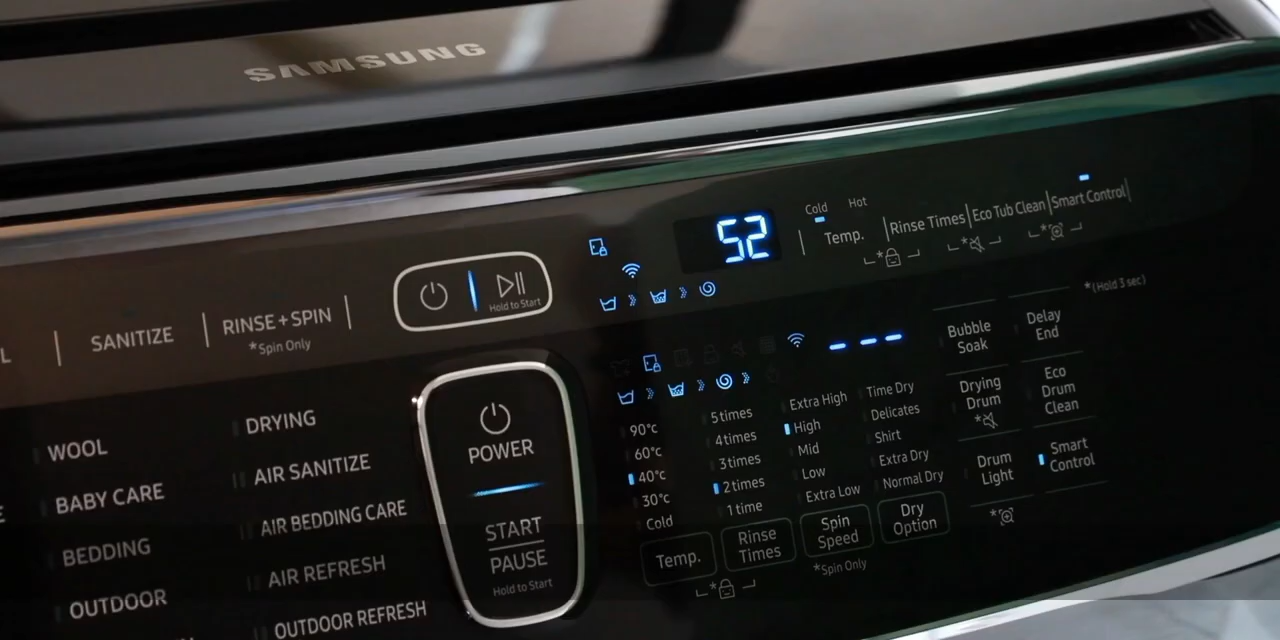 SAMSUNG
SANITIZE
RINSE+SPIN
*Spin Only
Hold to Start
52
Cold Hot
Temp.
Rinse Times
Eco Tub Clean
Smart Control
*(Hold 3 sec)
WOOL
BABY CARE
BEDDING
OUTDOOR
DRYING
AIR SANITIZE
AIR BEDDING CARE
AIR REFRESH
OUTDOOR REFRESH
POWER
START
PAUSE
Hold to Start
90°C
60°C
40°C
30°C
Cold
Temp.
5times
4times
3times
2times
1time
Rinse
Times
Extra High
High
Mid
Low
Extra Low
Spin
Speed
*Spin Only
Time Dry
Delicates
Shirt
Extra Dry
Normal Dry
Dry
Option
Bubble
Soak
Delay
End
Drying
Drum
Eco
Drum
Clean
Drum
Light
Smart
Control